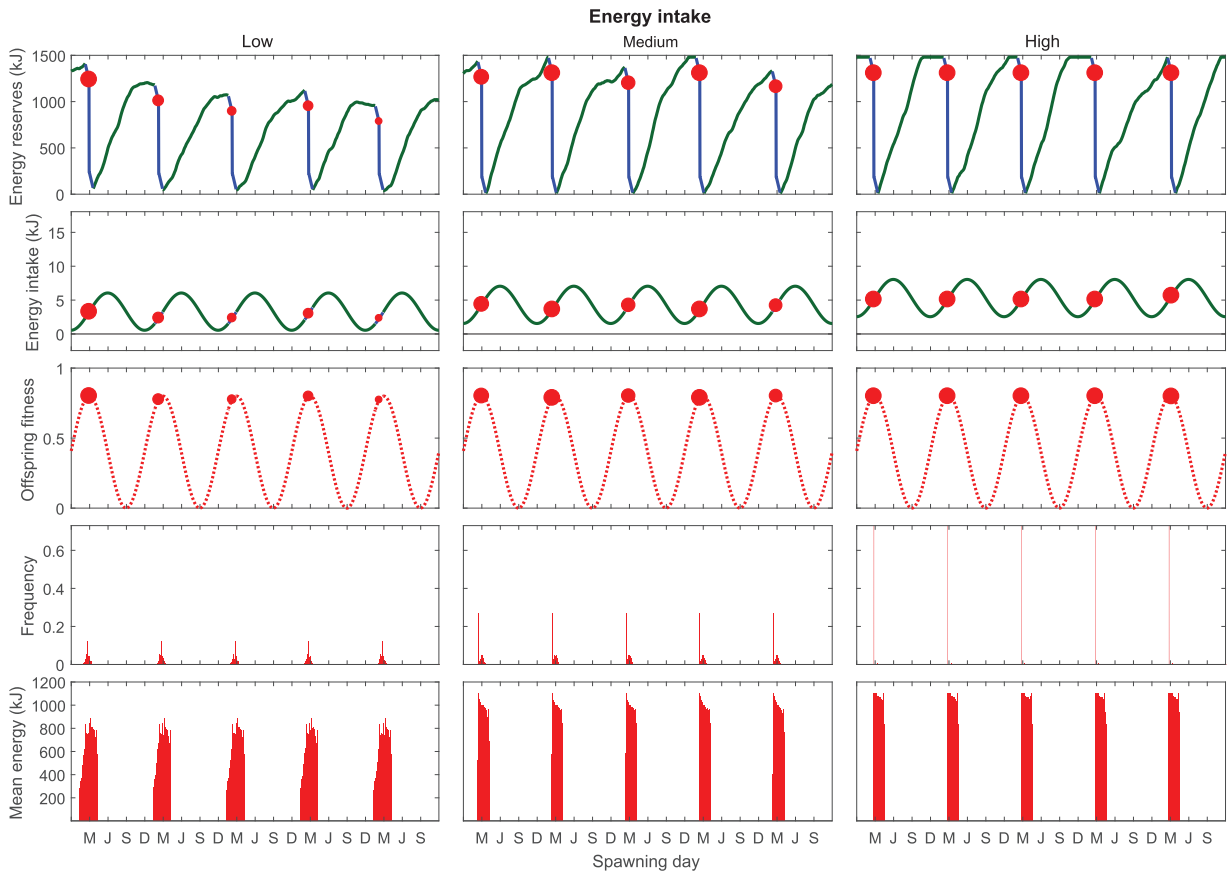 Energy intake
Low Medium High
Energy reserves (kJ)
1500
1000
500
0
Energy intake (kJ)
15
10
5
0
Offspring fitness
1
0.5
0
Frequency
0.6
0.4
0.2
0
Mean energy (kJ)
1200
1000
800
600
400
200
M J S D M J S D M J S D M J S D M J S M J S D M J S D M J S D M J S D M J S M J S D M J S D M J S D M J S D M J S
Spawning day